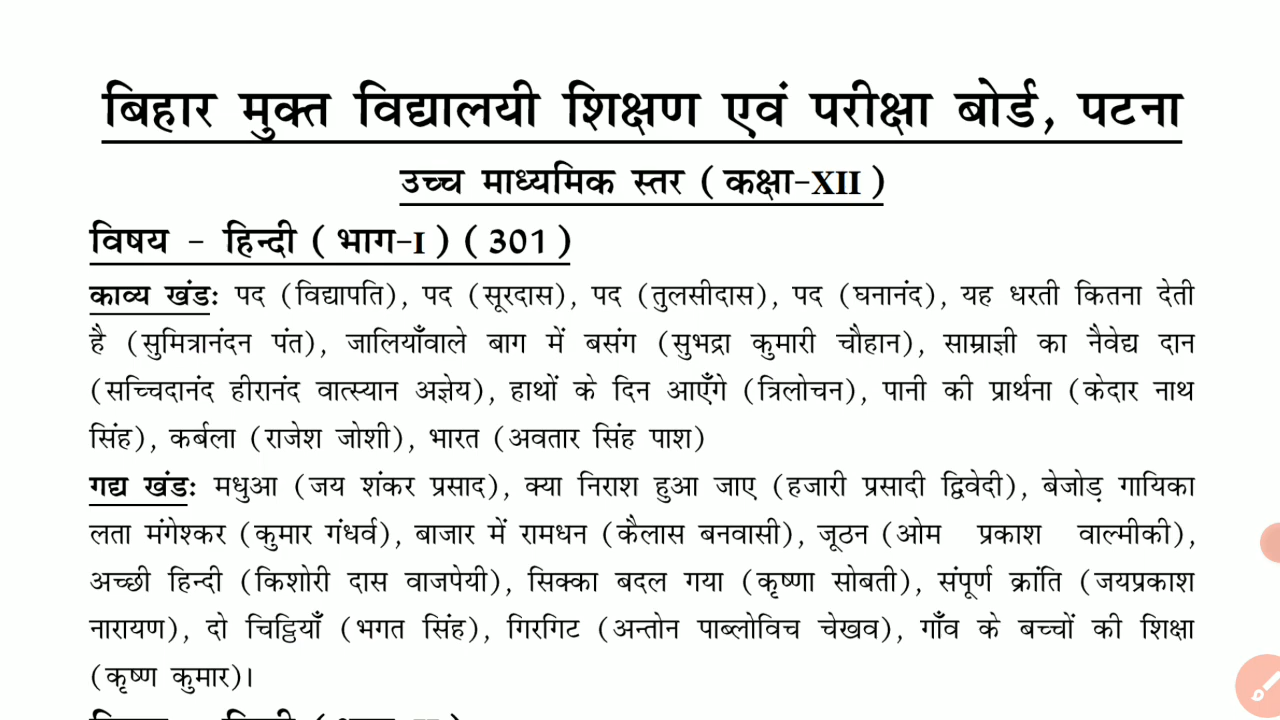 बिहार मुक्त विद्यालयी शिक्षण एवं परीक्षा बोर्ड, पटना
उच्च माध्यमिक स्तर ( कक्षा-XII )
विषय - हिन्दी ( भाग-I ) ( 301 )
काव्य खंडः पद (विद्यापति), पद (सूरदास), पद (तुलसीदास), पद (घनानंद), यह धरती कितना देती
है (सुमित्रानंदन पंत), जालियाँवाले बाग में बसंग (सुभद्रा कुमारी चौहान), साम्राज्ञी का नैवेद्य दान
(सच्चिदानंद हीरानंद वात्स्यान अज्ञेय), हाथों के दिन आएँगे (त्रिलोचन), पानी की प्रार्थना (केदार नाथ
सिंह), कर्बला (राजेश जोशी), भारत (अवतार सिंह पाश)
गद्य खंडः मधुआ (जय शंकर प्रसाद), क्या निराश हुआ जाए (हजारी प्रसादी द्विवेदी), बेजोड़ गायिका
लता मंगेश्कर (कुमार गंधर्व), बाजार में रामधन (कैलास बनवासी), जूठन (ओम प्रकाश वाल्मीकी),
अच्छी हिन्दी (किशोरी दास वाजपेयी), सिक्का बदल गया (कृष्णा सोबती), संपूर्ण क्रांति (जयप्रकाश
नारायण), दो चिट्ठियाँ (भगत सिंह), गिरगिट (अन्तोन पाब्लोविच चेखव), गाँव के बच्चों की शिक्षा
(कृष्ण कुमार)।